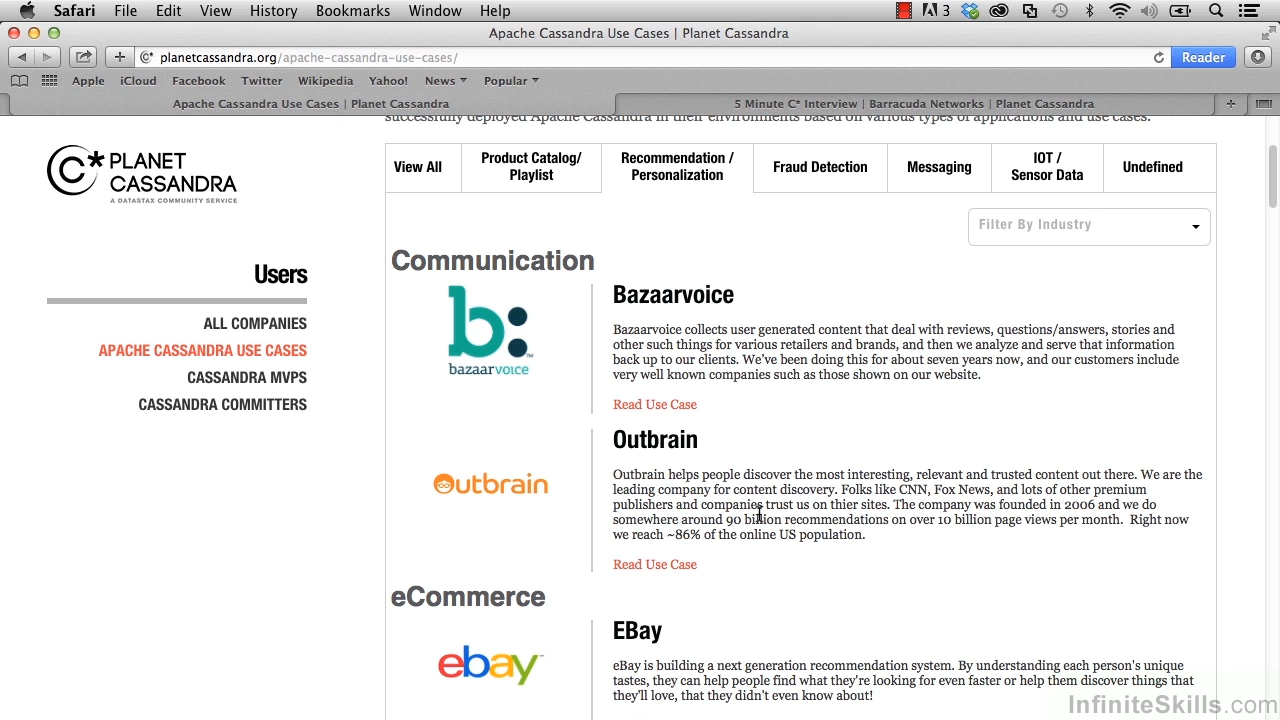 Safari File Edit View History Bookmarks Window Help
3
Apache Cassandra Use Cases | Planet Cassandra
planetcassandra.org/apache-cassandra-use-cases/
Reader
Apple iCloud Facebook Twitter Wikipedia Yahoo! News Popular
Apache Cassandra Use Cases | Planet Cassandra
5 Minute C* Interview | Barracuda Networks | Planet Cassandra
successfully deployed Apache Cassandra in their environments based on various types of applications and use cases.
C* PLANET
CASSANDRA
A DATASTAX COMMUNITY SERVICE
Users
ALL COMPANIES
APACHE CASSANDRA USE CASES
CASSANDRA MVPS
CASSANDRA COMMITTERS
View All
Product Catalog/
Playlist
Recommendation /
Personalization
Fraud Detection
Messaging
IOT /
Sensor Data
Undefined
Filter By Industry
Communication
b:
bazaarvoice
Bazaarvoice
Bazaarvoice collects user generated content that deal with reviews, questions/answers, stories and
other such things for various retailers and brands, and then we analyze and serve that information
back up to our clients. We've been doing this for about seven years now, and our customers include
very well known companies such as those shown on our website.
Read Use Case
Outbrain
Outbrain
Outbrain helps people discover the most interesting, relevant and trusted content out there. We are the
leading company for content discovery. Folks like CNN, Fox News, and lots of other premium
publishers and companies trust us on thier sites. The company was founded in 2006 and we do
somewhere around 90 billion recommendations on over 10 billion page views per month. Right now
we reach ~86% of the online US population.
Read Use Case
eCommerce
ebay
EBay
eBay is building a next generation recommendation system. By understanding each person's unique
tastes, they can help people find what they're looking for even faster or help them discover things that
they'll love, that they didn't even know about!
InfiniteSkills.com